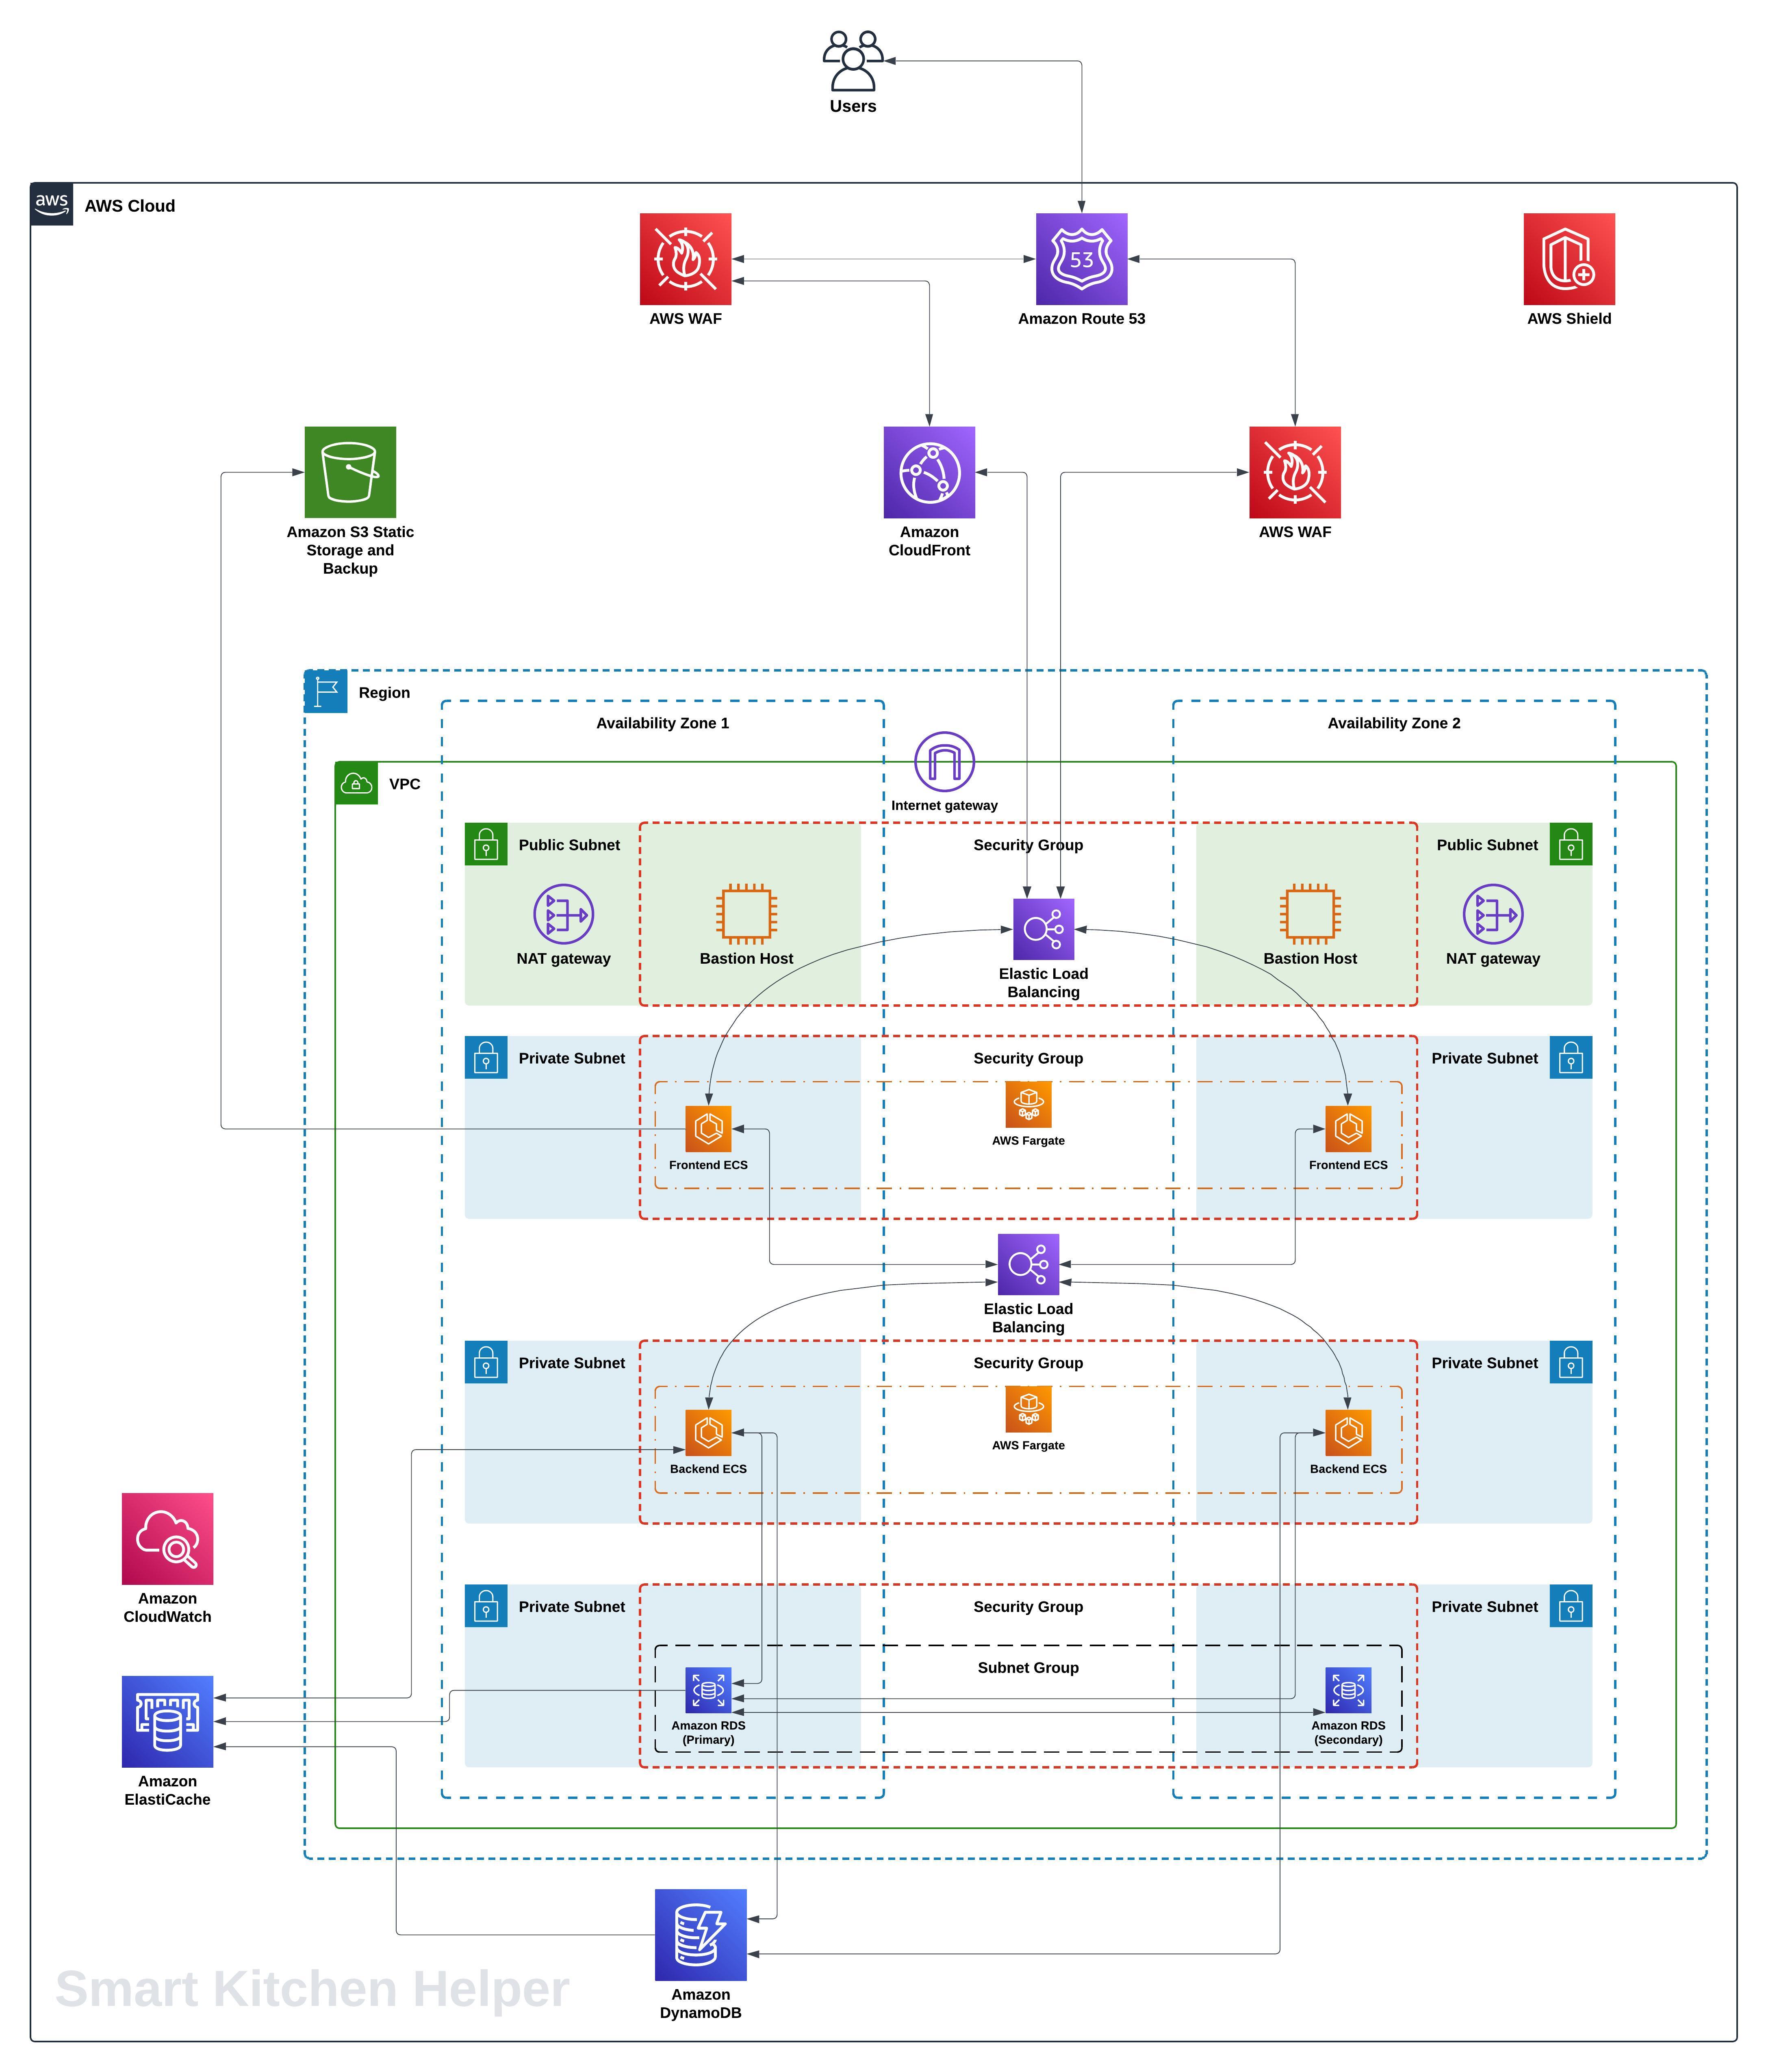 Users
aws
AWS Cloud
AWS WAF
53
Amazon Route 53
AWS Shield
Amazon S3 Static
Storage and
Backup
Amazon
CloudFront
AWS WAF
Region
Availability Zone 1
Availability Zone 2
VPC
Internet gateway
Public Subnet
Security Group
Public Subnet
NAT gateway
Bastion Host
Elastic Load
Balancing
Bastion Host
NAT gateway
Private Subnet
Security Group
Private Subnet
AWS Fargate
Frontend ECS
Frontend ECS
Elastic Load
Balancing
Private Subnet
Security Group
Private Subnet
AWS Fargate
Backend ECS
Backend ECS
Amazon
CloudWatch
Private Subnet
Security Group
Private Subnet
Subnet Group
Amazon RDS
(Primary)
Amazon RDS
(Secondary)
Amazon
ElastiCache
Amazon
DynamoDB
Smart Kitchen Helper